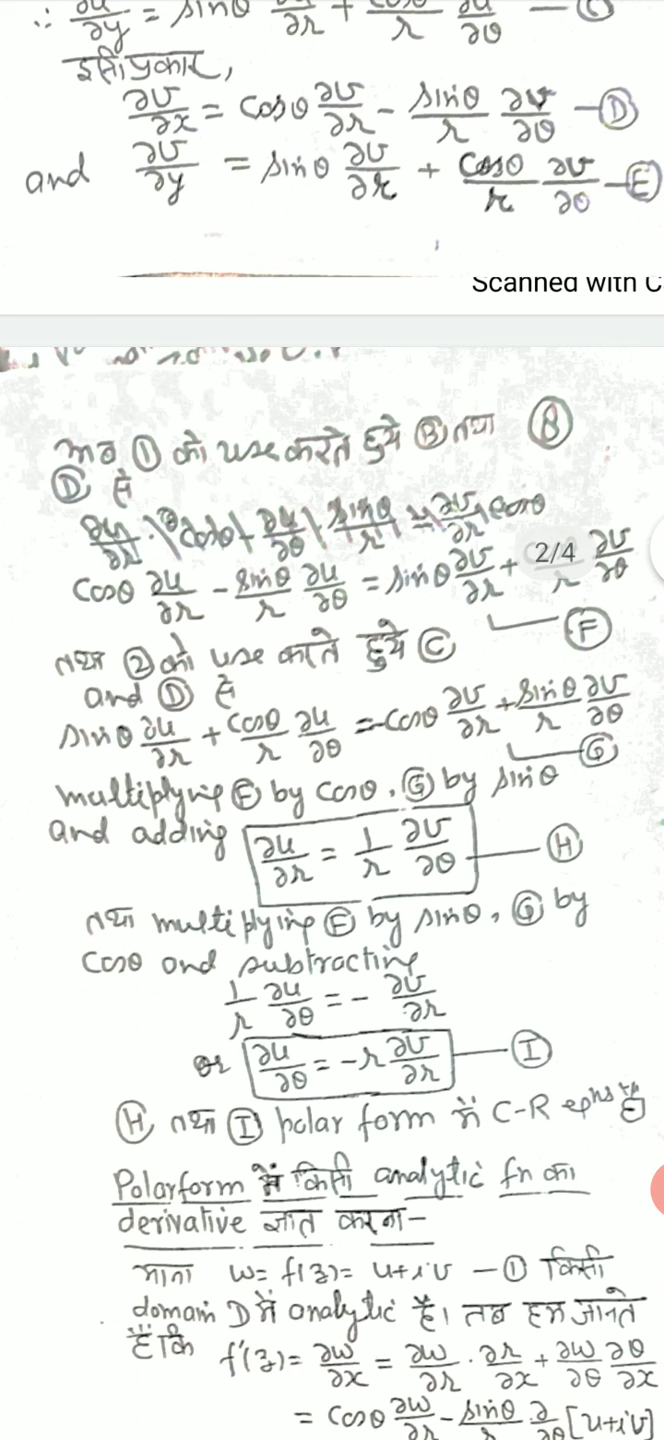 ∴ ∂u/∂y = sinθ ∂u/∂r + cosθ/r ∂u/∂θ — Ⓒ
इसी प्रकार,
∂v/∂x = cosθ ∂v/∂r - sinθ/r ∂v/∂θ — Ⓓ
and ∂v/∂y = sinθ ∂v/∂r + cosθ/r ∂v/∂θ — Ⓔ
Scanned with C
अब ① को use करते हुये Ⓑ तथा Ⓑ
Ⓓ से
cosθ ∂u/∂r - sinθ/r ∂u/∂θ = sinθ ∂v/∂r + 2/4 r ∂v/∂θ
— Ⓕ
तथा ② को use करते हुये Ⓒ
and Ⓓ से
sinθ ∂u/∂r + cosθ/r ∂u/∂θ = -cosθ ∂v/∂r + sinθ/r ∂v/∂θ
— Ⓖ
multiplying Ⓕ by cosθ, Ⓖ by sinθ
and adding ∂u/∂r = 1/r ∂v/∂θ — Ⓗ
तथा multiplying Ⓕ by sinθ, Ⓖ by
cosθ and subtracting
1/r ∂u/∂θ = - ∂v/∂r
or ∂u/∂θ = -r ∂v/∂r — Ⓘ
Ⓗ तथा Ⓘ polar form में C-R eqns है
Polarform में किसी analytic fn का
derivative ज्ञात करना-
माना w = f(z) = u+iv — ① किसी
domain D में analytic है। तब हम जानते
हैं कि f'(z) = ∂w/∂x = ∂w/∂r · ∂r/∂x + ∂w/∂θ ∂θ/∂x
= cosθ ∂w/∂r - sinθ/r ∂/∂θ [u+iv]